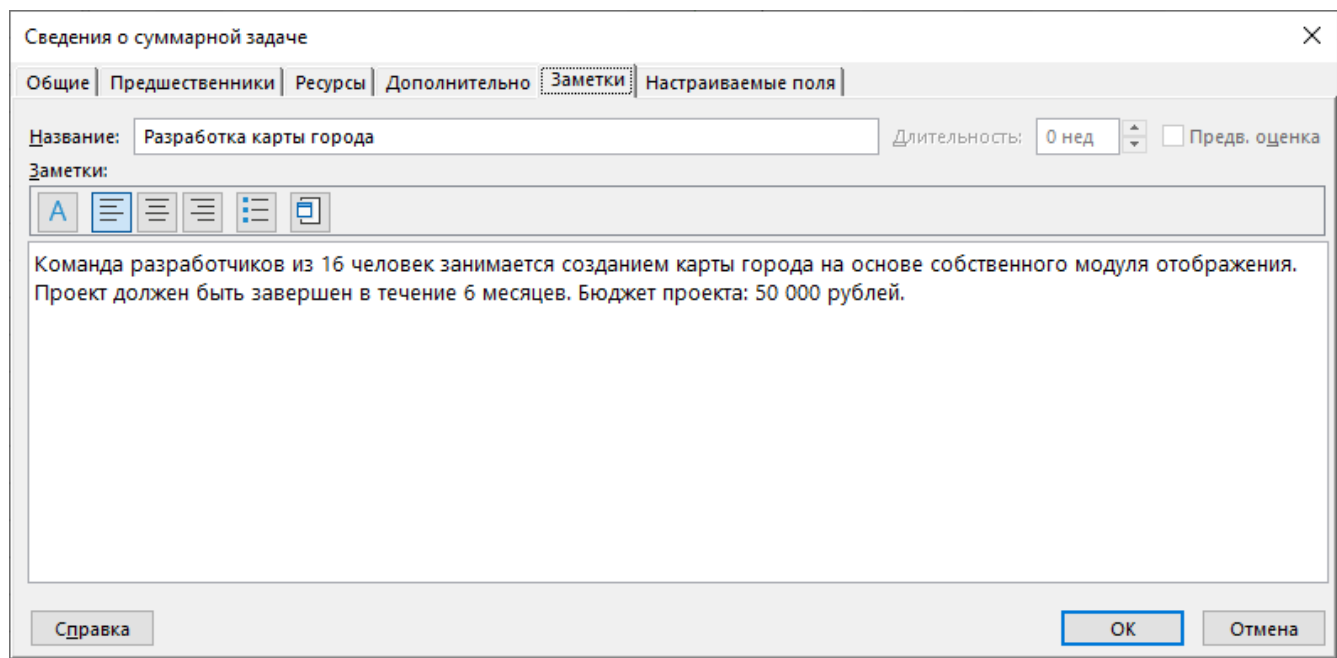 Сведения о суммарной задаче
Общие Предшественники Ресурсы Дополнительно Заметки Настраиваемые поля
Название: Разработка карты города Длительность: 0 нед Предв. оценка
Заметки:
A
Команда разработчиков из 16 человек занимается созданием карты города на основе собственного модуля отображения.
Проект должен быть завершен в течение 6 месяцев. Бюджет проекта: 50 000 рублей.
Справка ОК Отмена